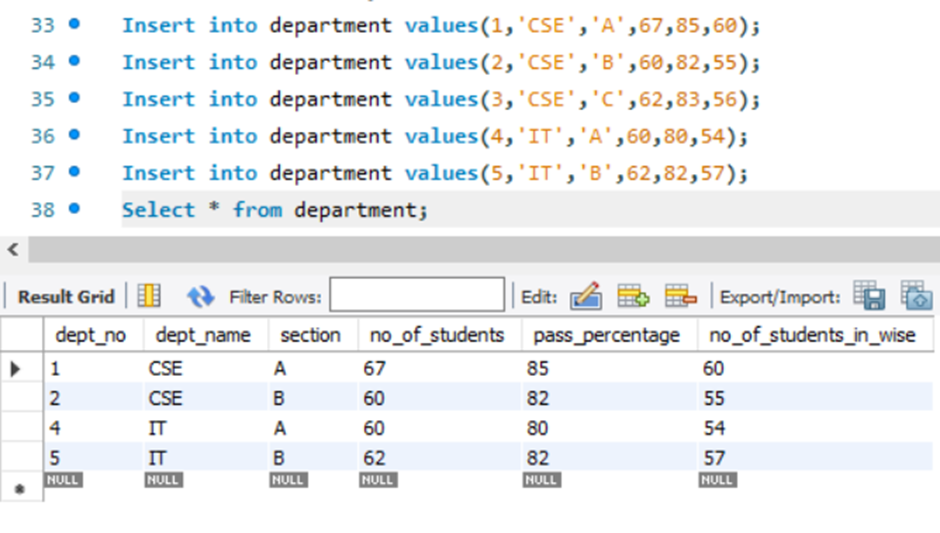 33 Insert into department values(1,'CSE','A',67,85,60);
34 Insert into department values(2,'CSE','B',60,82,55);
35 Insert into department values(3,'CSE','C',62,83,56);
36 Insert into department values(4,'IT','A',60,80,54);
37 Insert into department values(5,'IT','B',62,82,57);
38 Select * from department;
Result Grid Filter Rows: Edit: Export/Import:
dept_no dept_name section no_of_students pass_percentage no_of_students_in_wise
1 CSE A 67 85 60
2 CSE B 60 82 55
4 IT A 60 80 54
5 IT B 62 82 57
NULL NULL NULL NULL NULL NULL